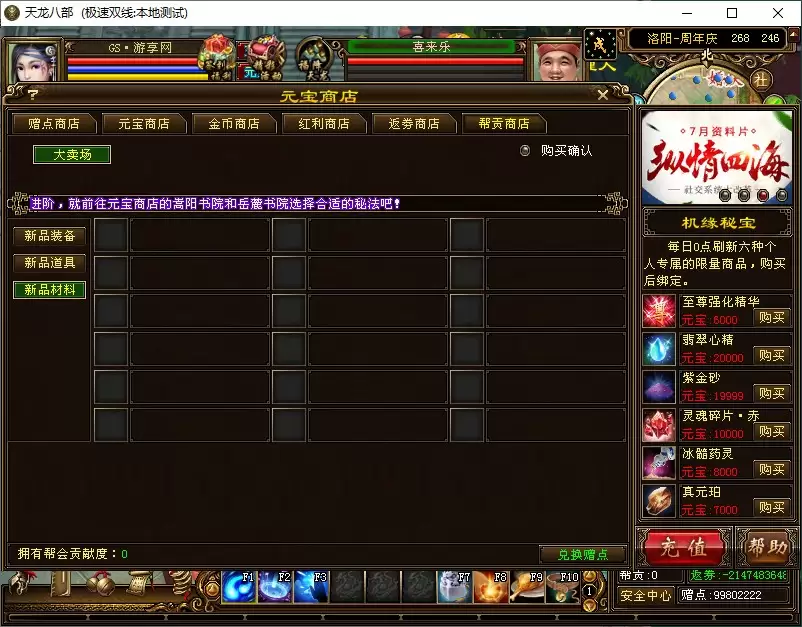 天龙八部 (极速双线:本地测试)
GS·游享网
喜来乐
洛阳-周年庆 268 246
北
社
元宝商店
赠点商店 元宝商店 金币商店 红利商店 返券商店 帮贡商店
大卖场
购买确认
进阶，就前往元宝商店的嵩阳书院和岳麓书院选择合适的秘法吧！
新品装备
新品道具
新品材料
7月资料片
纵情四海
机缘秘宝
每日0点刷新六种个
人专属的限量商品，购买
后绑定。
至尊强化精华
元宝:6000 购买
翡翠心精
元宝:20000 购买
紫金砂
元宝:19999 购买
灵魂碎片·赤
元宝:10000 购买
冰髓药灵
元宝:8000 购买
真元珀
元宝:7000 购买
拥有帮会贡献度：0
兑换赠点
充值
帮助
F1 F2 F3 F7 F8 F9 F10
1
帮贡:0 返券:-2147483648
安全中心 赠点:99802222